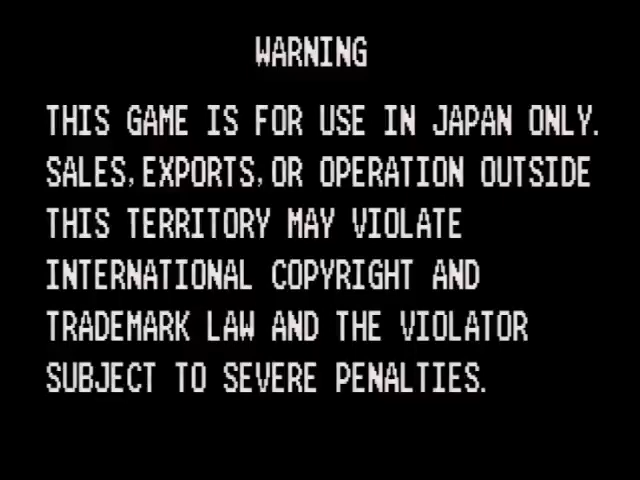 WARNING
THIS GAME IS FOR USE IN JAPAN ONLY.
SALES, EXPORTS, OR OPERATION OUTSIDE
THIS TERRITORY MAY VIOLATE
INTERNATIONAL COPYRIGHT AND
TRADEMARK LAW AND THE VIOLATOR
SUBJECT TO SEVERE PENALTIES.